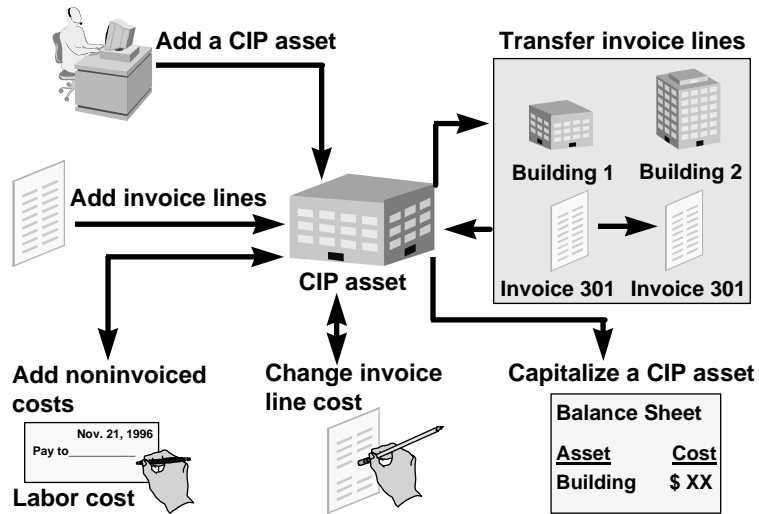 Add a CIP asset
Transfer invoice lines
Building 1
Building 2
Add invoice lines
Invoice 301
Invoice 301
CIP asset
Add noninvoiced
costs
Nov. 21, 1996
Pay to__________
Labor cost
Change invoice
line cost
Capitalize a CIP asset
Balance Sheet
Asset Cost
Building $ XX